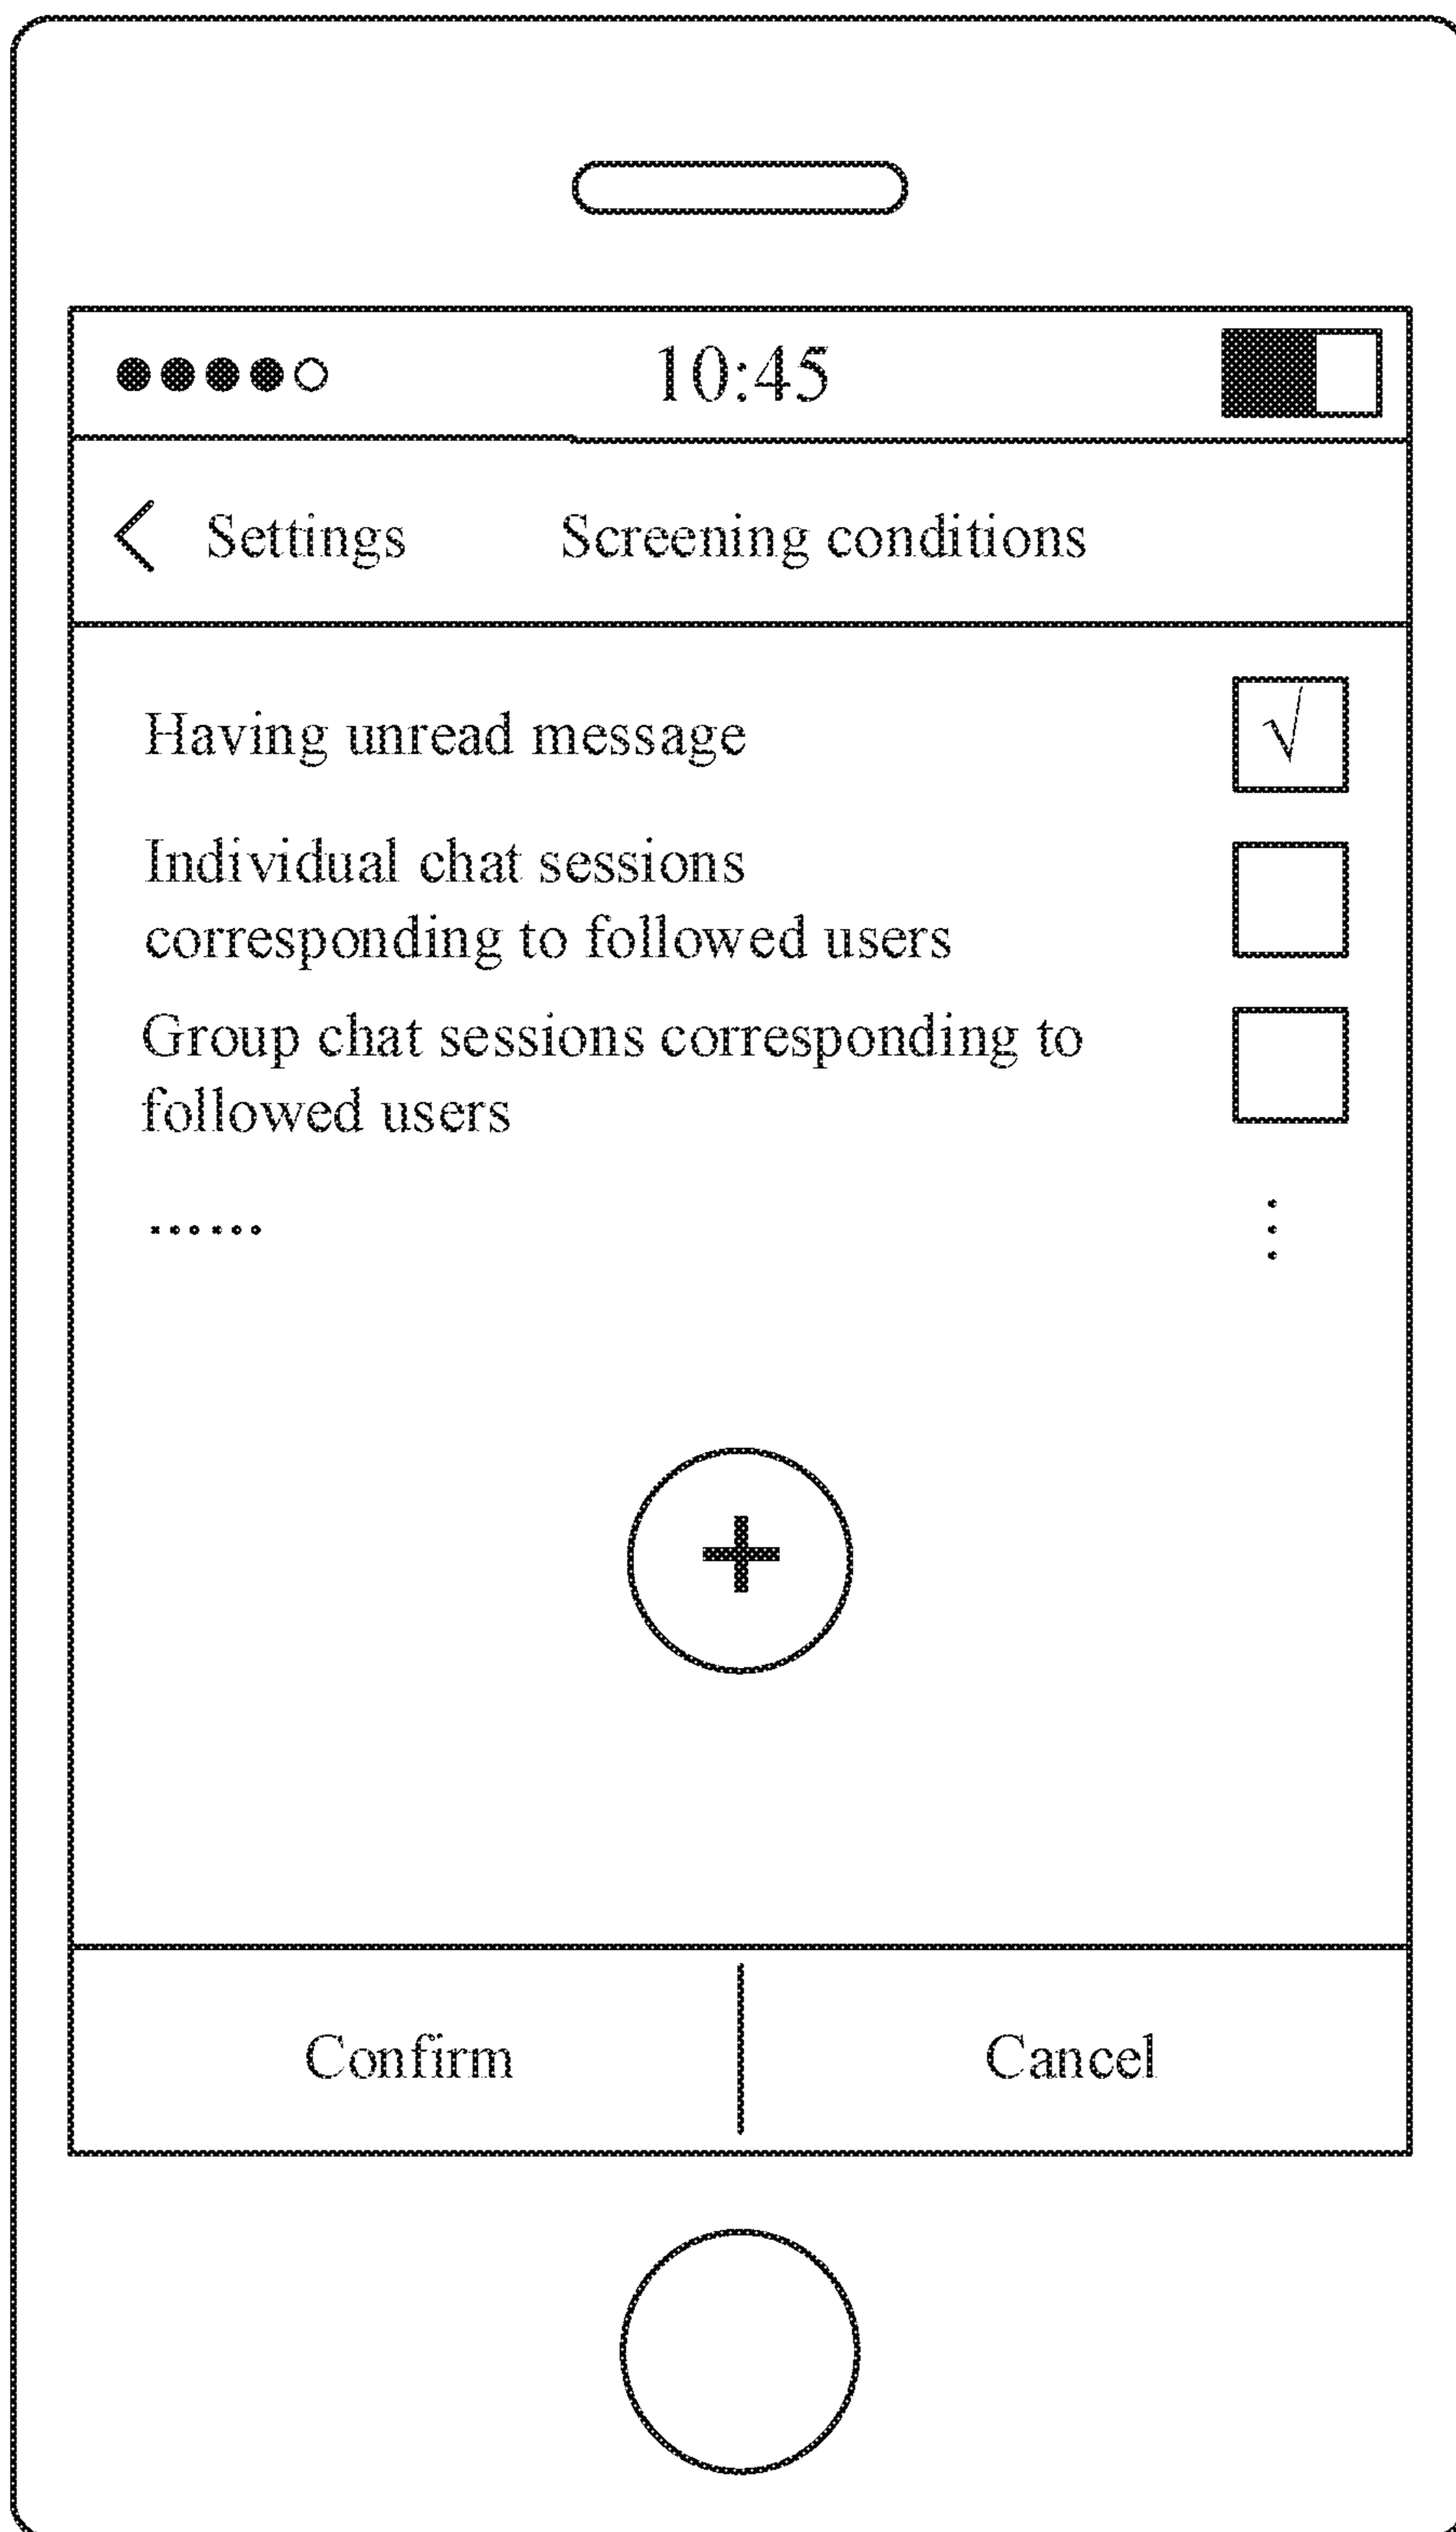 10:45
Settings Screening conditions
Having unread message √
Individual chat sessions
corresponding to followed users
Group chat sessions corresponding to
followed users
......
+
Confirm Cancel